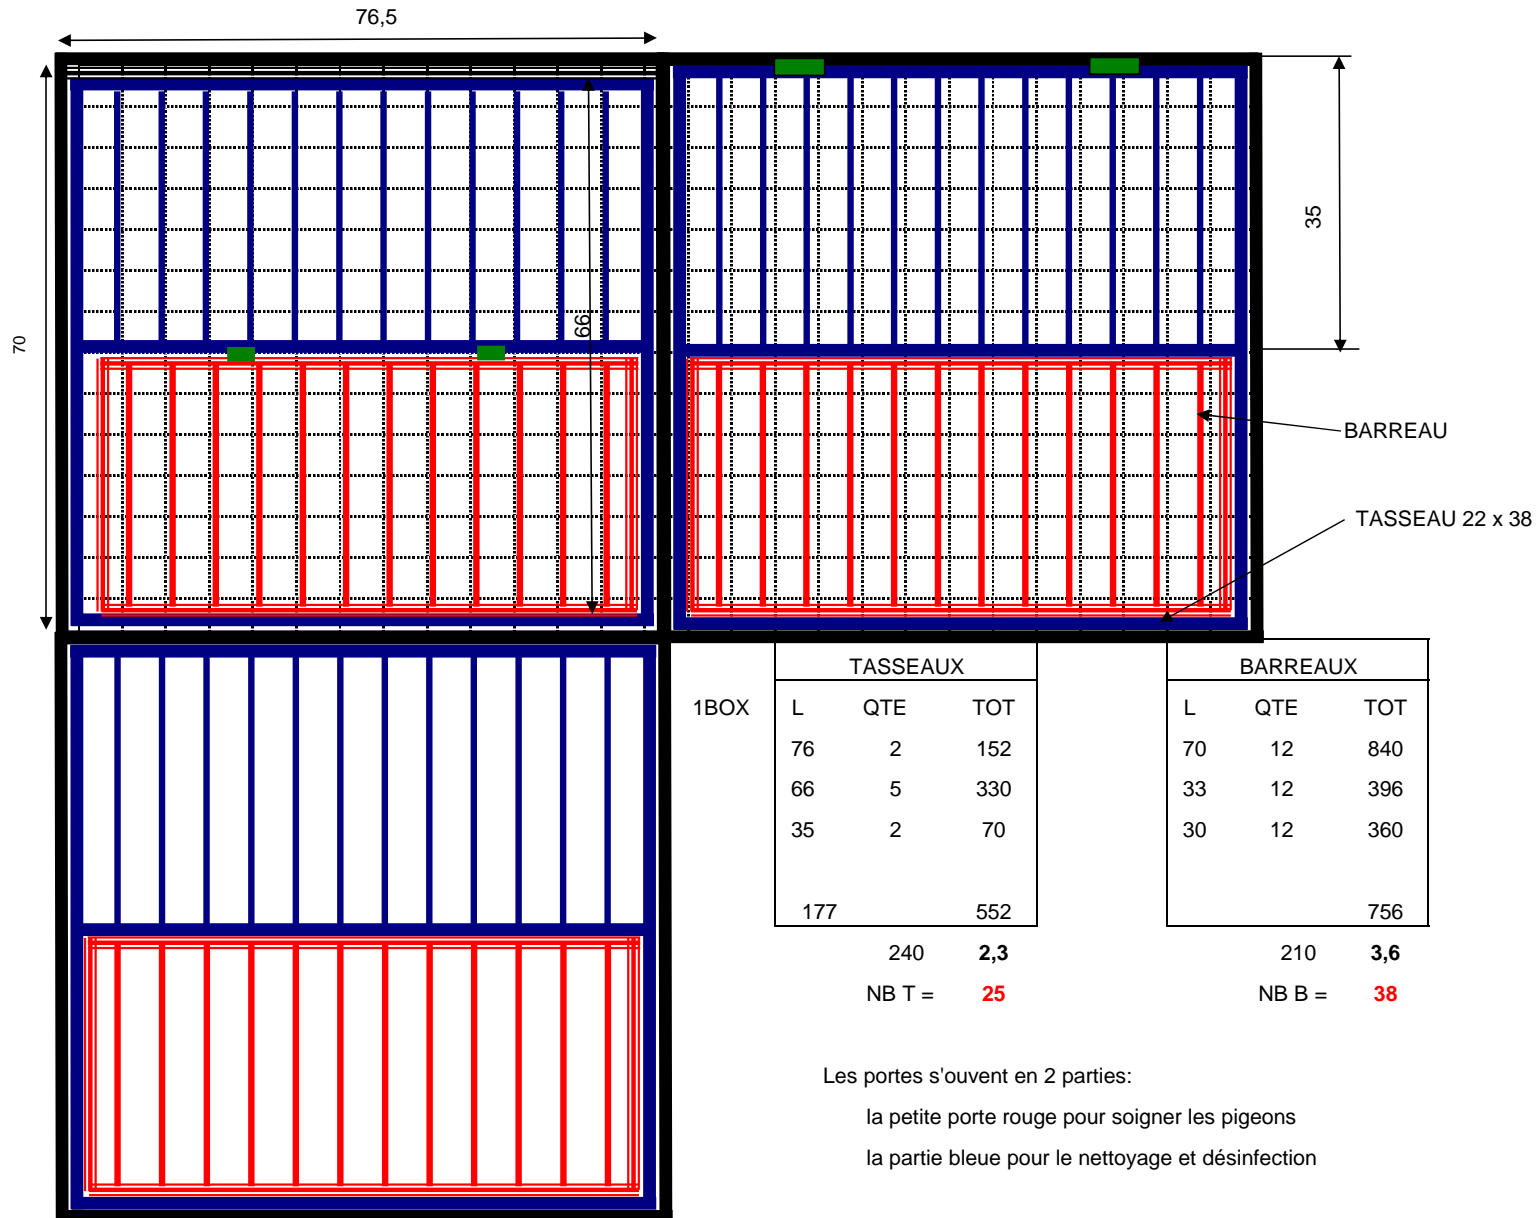 76,5
70
66
35
BARREAU
TASSEAU 22 x 38
TASSEAUX BARREAUX
1BOX L QTE TOT L QTE TOT
76 2 152 70 12 840
66 5 330 33 12 396
35 2 70 30 12 360
177 552 756
240 2,3 210 3,6
NB T = 25 NB B = 38
Les portes s'ouvent en 2 parties:
la petite porte rouge pour soigner les pigeons
la partie bleue pour le nettoyage et désinfection